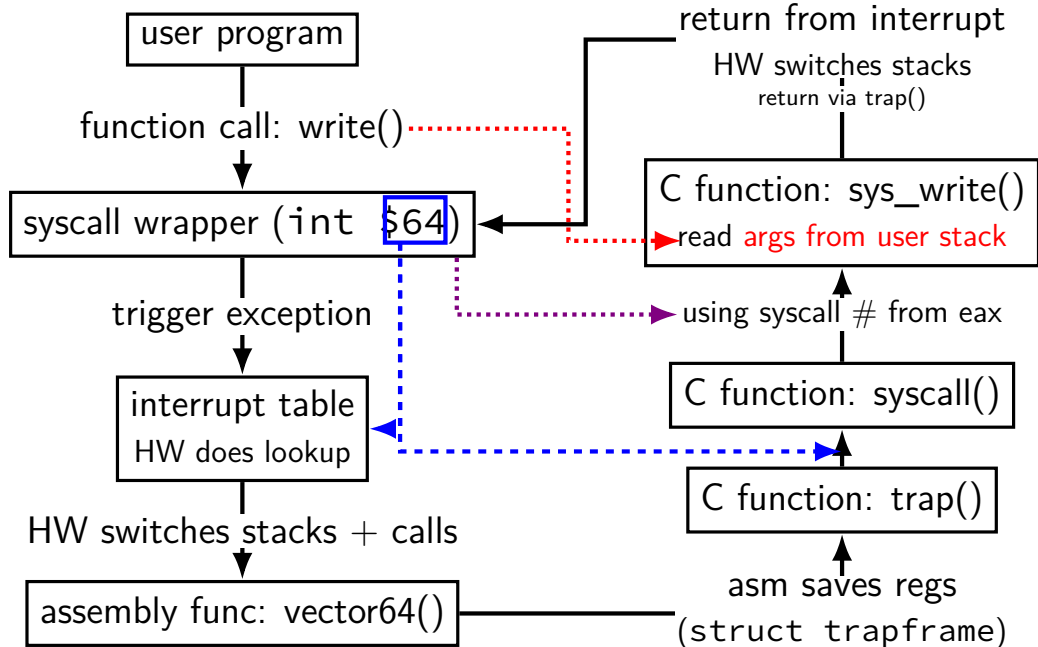 user program
function call: write()
syscall wrapper (int $64)
trigger exception
interrupt table
HW does lookup
HW switches stacks + calls
assembly func: vector64()
asm saves regs
(struct trapframe)
C function: trap()
C function: syscall()
using syscall # from eax
C function: sys_write()
read args from user stack
return from interrupt
HW switches stacks
return via trap()